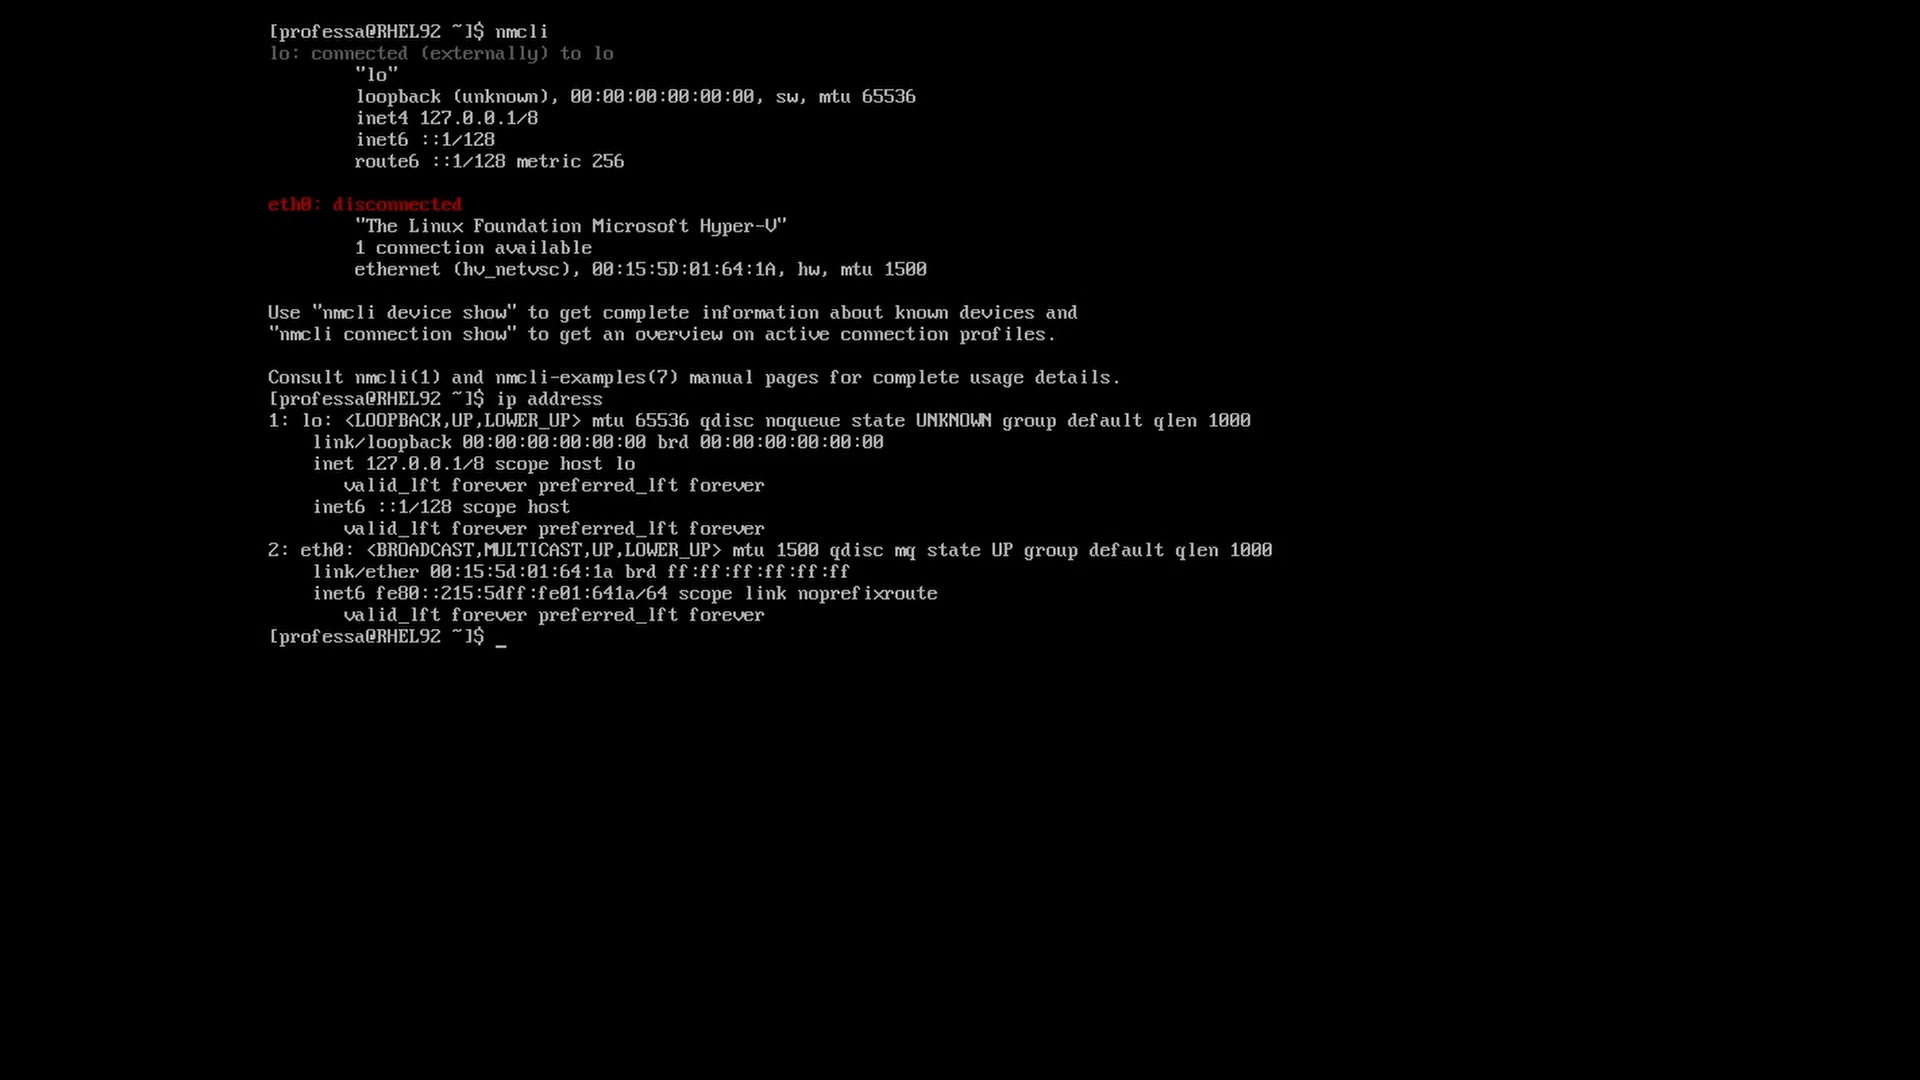 [professa@RHEL92 ~]$ nmcli
lo: connected (externally) to lo
"lo"
loopback (unknown), 00:00:00:00:00:00, sw, mtu 65536
inet4 127.0.0.1/8
inet6 ::1/128
route6 ::1/128 metric 256
eth0: disconnected
"The Linux Foundation Microsoft Hyper-V"
1 connection available
ethernet (hv_netvsc), 00:15:5D:01:64:1A, hw, mtu 1500
Use "nmcli device show" to get complete information about known devices and
"nmcli connection show" to get an overview on active connection profiles.
Consult nmcli(1) and nmcli-examples(7) manual pages for complete usage details.
[professa@RHEL92 ~]$ ip address
1: lo: <LOOPBACK,UP,LOWER_UP> mtu 65536 qdisc noqueue state UNKNOWN group default qlen 1000
link/loopback 00:00:00:00:00:00 brd 00:00:00:00:00:00
inet 127.0.0.1/8 scope host lo
valid_lft forever preferred_lft forever
inet6 ::1/128 scope host
valid_lft forever preferred_lft forever
2: eth0: <BROADCAST,MULTICAST,UP,LOWER_UP> mtu 1500 qdisc mq state UP group default qlen 1000
link/ether 00:15:5d:01:64:1a brd ff:ff:ff:ff:ff:ff
inet6 fe80::215:5dff:fe01:641a/64 scope link noprefixroute
valid_lft forever preferred_lft forever
[professa@RHEL92 ~]$ _